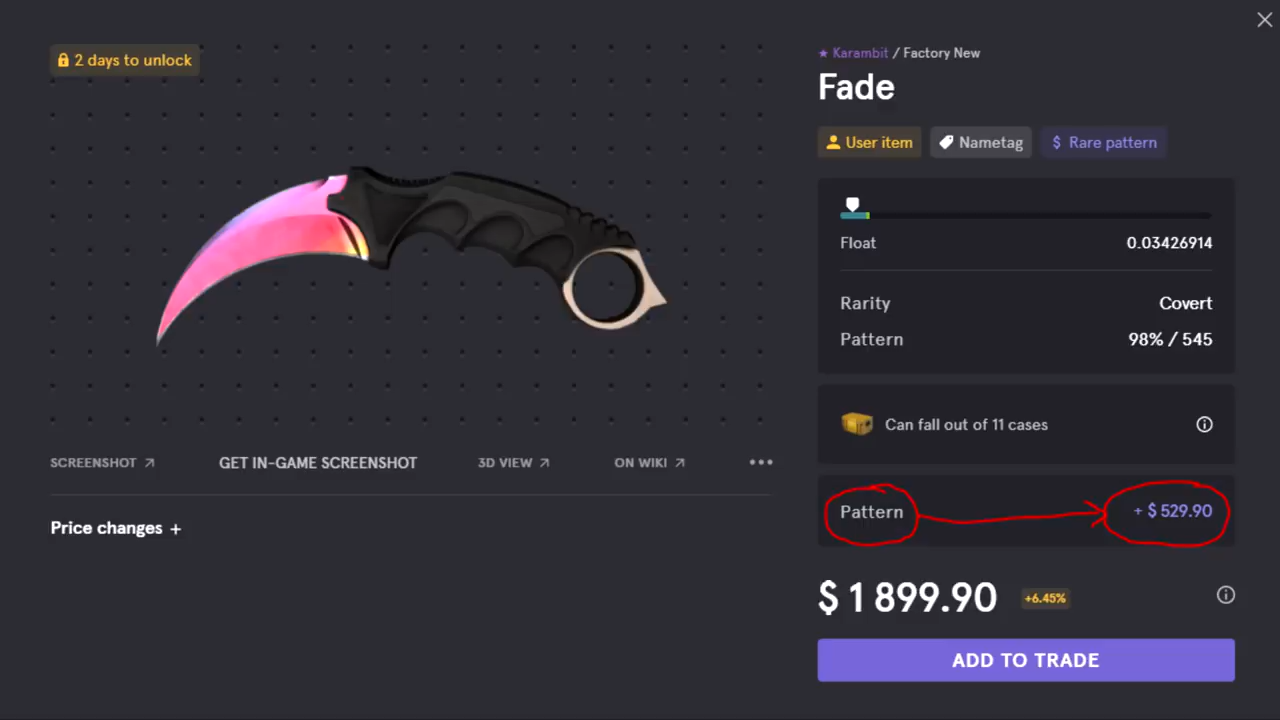 2 days to unlock
★ Karambit / Factory New
Fade
User item
Nametag
$ Rare pattern
Float 0.03426914
Rarity Covert
Pattern 98% / 545
Can fall out of 11 cases
SCREENSHOT GET IN-GAME SCREENSHOT 3D VIEW ON WIKI
Price changes +
Pattern + $ 529.90
$ 1 899.90 +6.45%
ADD TO TRADE